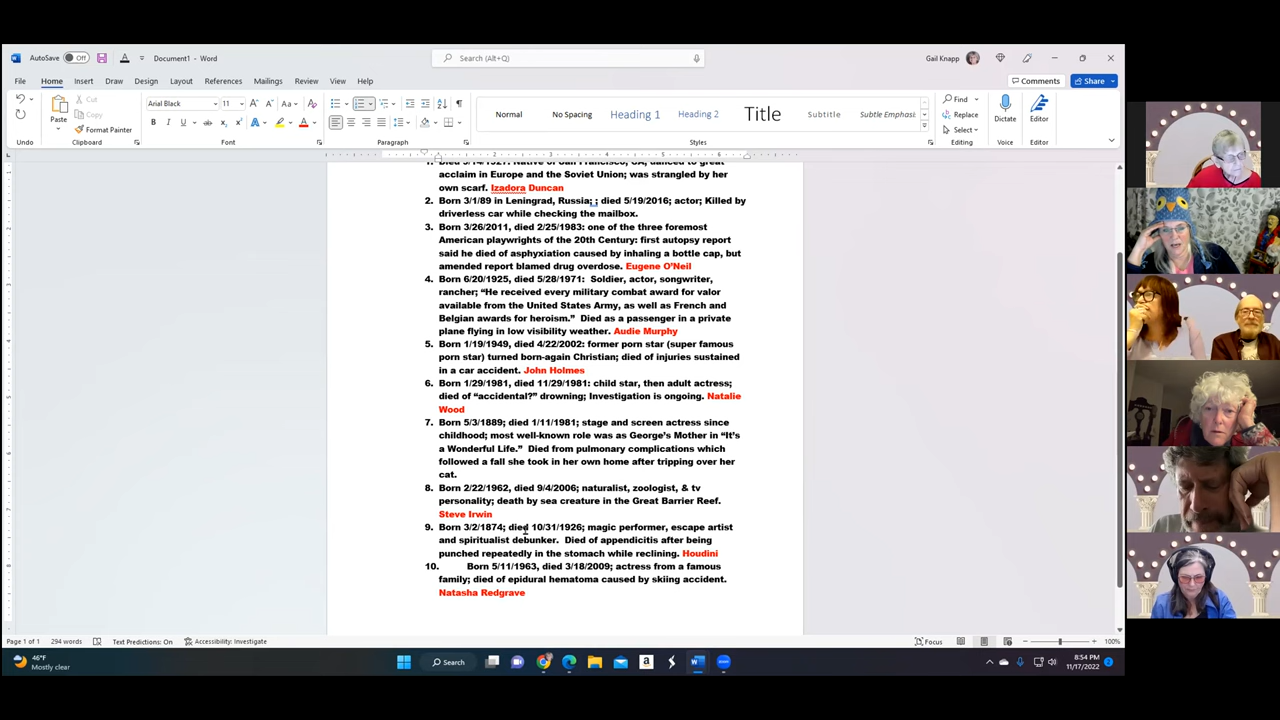 AutoSave Off Document1 - Word Search (Alt+Q) Gail Knapp
File Home Insert Draw Design Layout References Mailings Review View Help Comments Share
Undo
Paste
Cut
Copy
Format Painter
Clipboard
Arial Black 11
Font
Paragraph
Normal No Spacing Heading 1 Heading 2 Title Subtitle Subtle Emphasi
Styles
Find
Replace
Select
Editing
Dictate
Voice
Editor
Editor
acclaim in Europe and the Soviet Union; was strangled by her
own scarf. Izadora Duncan
2. Born 3/1/89 in Leningrad, Russia; ; died 5/19/2016; actor; Killed by
driverless car while checking the mailbox.
3. Born 3/26/2011, died 2/25/1983: one of the three foremost
American playwrights of the 20th Century: first autopsy report
said he died of asphyxiation caused by inhaling a bottle cap, but
amended report blamed drug overdose. Eugene O'Neil
4. Born 6/20/1925, died 5/28/1971: Soldier, actor, songwriter,
rancher; “He received every military combat award for valor
available from the United States Army, as well as French and
Belgian awards for heroism.” Died as a passenger in a private
plane flying in low visibility weather. Audie Murphy
5. Born 1/19/1949, died 4/22/2002: former porn star (super famous
porn star) turned born-again Christian; died of injuries sustained
in a car accident. John Holmes
6. Born 1/29/1981, died 11/29/1981: child star, then adult actress;
died of “accidental?” drowning; Investigation is ongoing. Natalie
Wood
7. Born 5/3/1889; died 1/11/1981; stage and screen actress since
childhood; most well-known role was as George's Mother in “It's
a Wonderful Life.” Died from pulmonary complications which
followed a fall she took in her own home after tripping over her
cat.
8. Born 2/22/1962, died 9/4/2006; naturalist, zoologist, & tv
personality; death by sea creature in the Great Barrier Reef.
Steve Irwin
9. Born 3/2/1874; died 10/31/1926; magic performer, escape artist
and spiritualist debunker. Died of appendicitis after being
punched repeatedly in the stomach while reclining. Houdini
10. Born 5/11/1963, died 3/18/2009; actress from a famous
family; died of epidural hematoma caused by skiing accident.
Natasha Redgrave
Page 1 of 1 294 words Text Predictions: On Accessibility: Investigate Focus 100%
46°F
Mostly clear
Search
8:54 PM
11/17/2022